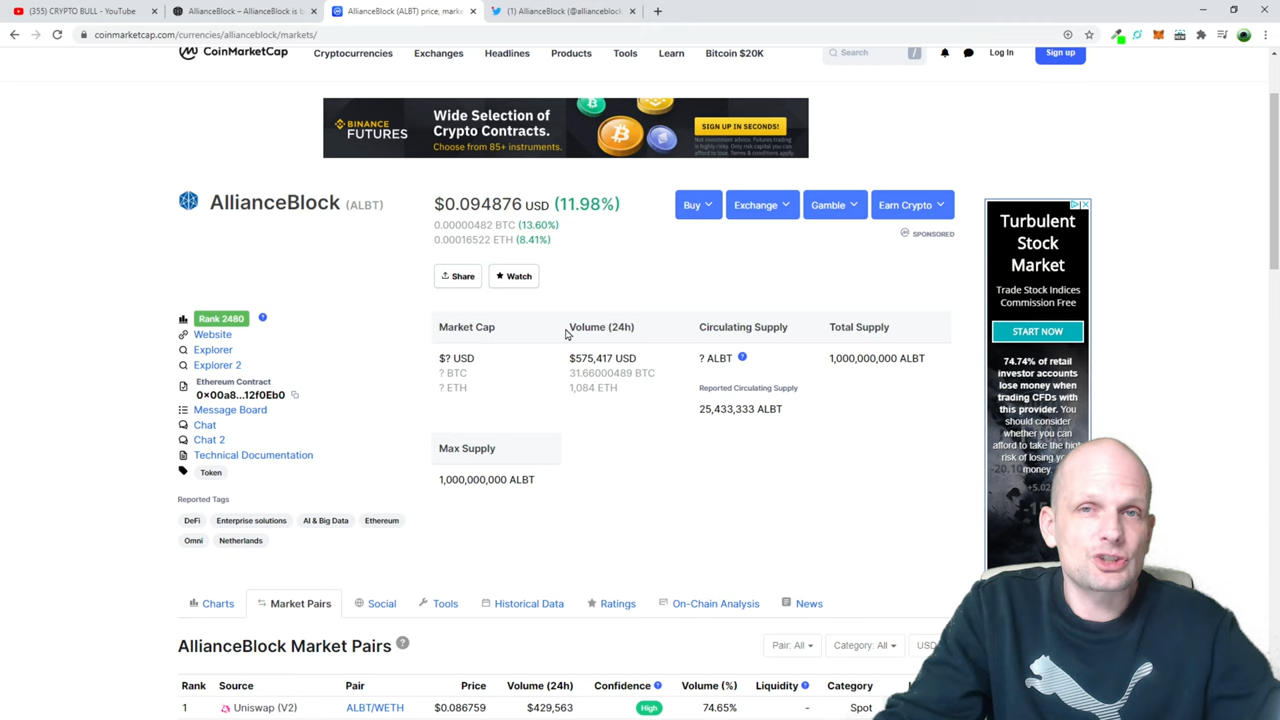 (355) CRYPTO BULL - YouTube
AllianceBlock – AllianceBlock is b
AllianceBlock (ALBT) price, marke
(1) AllianceBlock (@allianceblock
coinmarketcap.com/currencies/allianceblock/markets/
CoinMarketCap
Cryptocurrencies
Exchanges
Headlines
Products
Tools
Learn
Bitcoin $20K
Search
/
Log In
Sign up
BINANCE FUTURES
Wide Selection of
Crypto Contracts.
Choose from 85+ instruments.
SIGN UP IN SECONDS!
AllianceBlock (ALBT)
$0.094876 USD (11.98%)
0.00000482 BTC (13.60%)
0.00016522 ETH (8.41%)
Buy
Exchange
Gamble
Earn Crypto
SPONSORED
Share
Watch
Rank 2480
Website
Explorer
Explorer 2
Ethereum Contract
0x00a8...12f0Eb0
Message Board
Chat
Chat 2
Technical Documentation
Token
Reported Tags
DeFi
Enterprise solutions
AI & Big Data
Ethereum
Omni
Netherlands
Market Cap
Volume (24h)
Circulating Supply
Total Supply
$? USD
$575,417 USD
? ALBT
1,000,000,000 ALBT
? BTC
31.66000489 BTC
? ETH
1,084 ETH
Reported Circulating Supply
25,433,333 ALBT
Max Supply
1,000,000,000 ALBT
Turbulent
Stock
Market
Trade Stock Indices
Commission Free
START NOW
74.74% of retail
investor accounts
lose money when
trading CFDs with
this provider. You
should consider
whether you can
afford to take the high
risk of losing
money.
Charts
Market Pairs
Social
Tools
Historical Data
Ratings
On-Chain Analysis
News
AllianceBlock Market Pairs
Pair: All
Category: All
USD
Rank
Source
Pair
Price
Volume (24h)
Confidence
Volume (%)
Liquidity
Category
1
Uniswap (V2)
ALBT/WETH
$0.086759
$429,563
High
74.65%
-
Spot